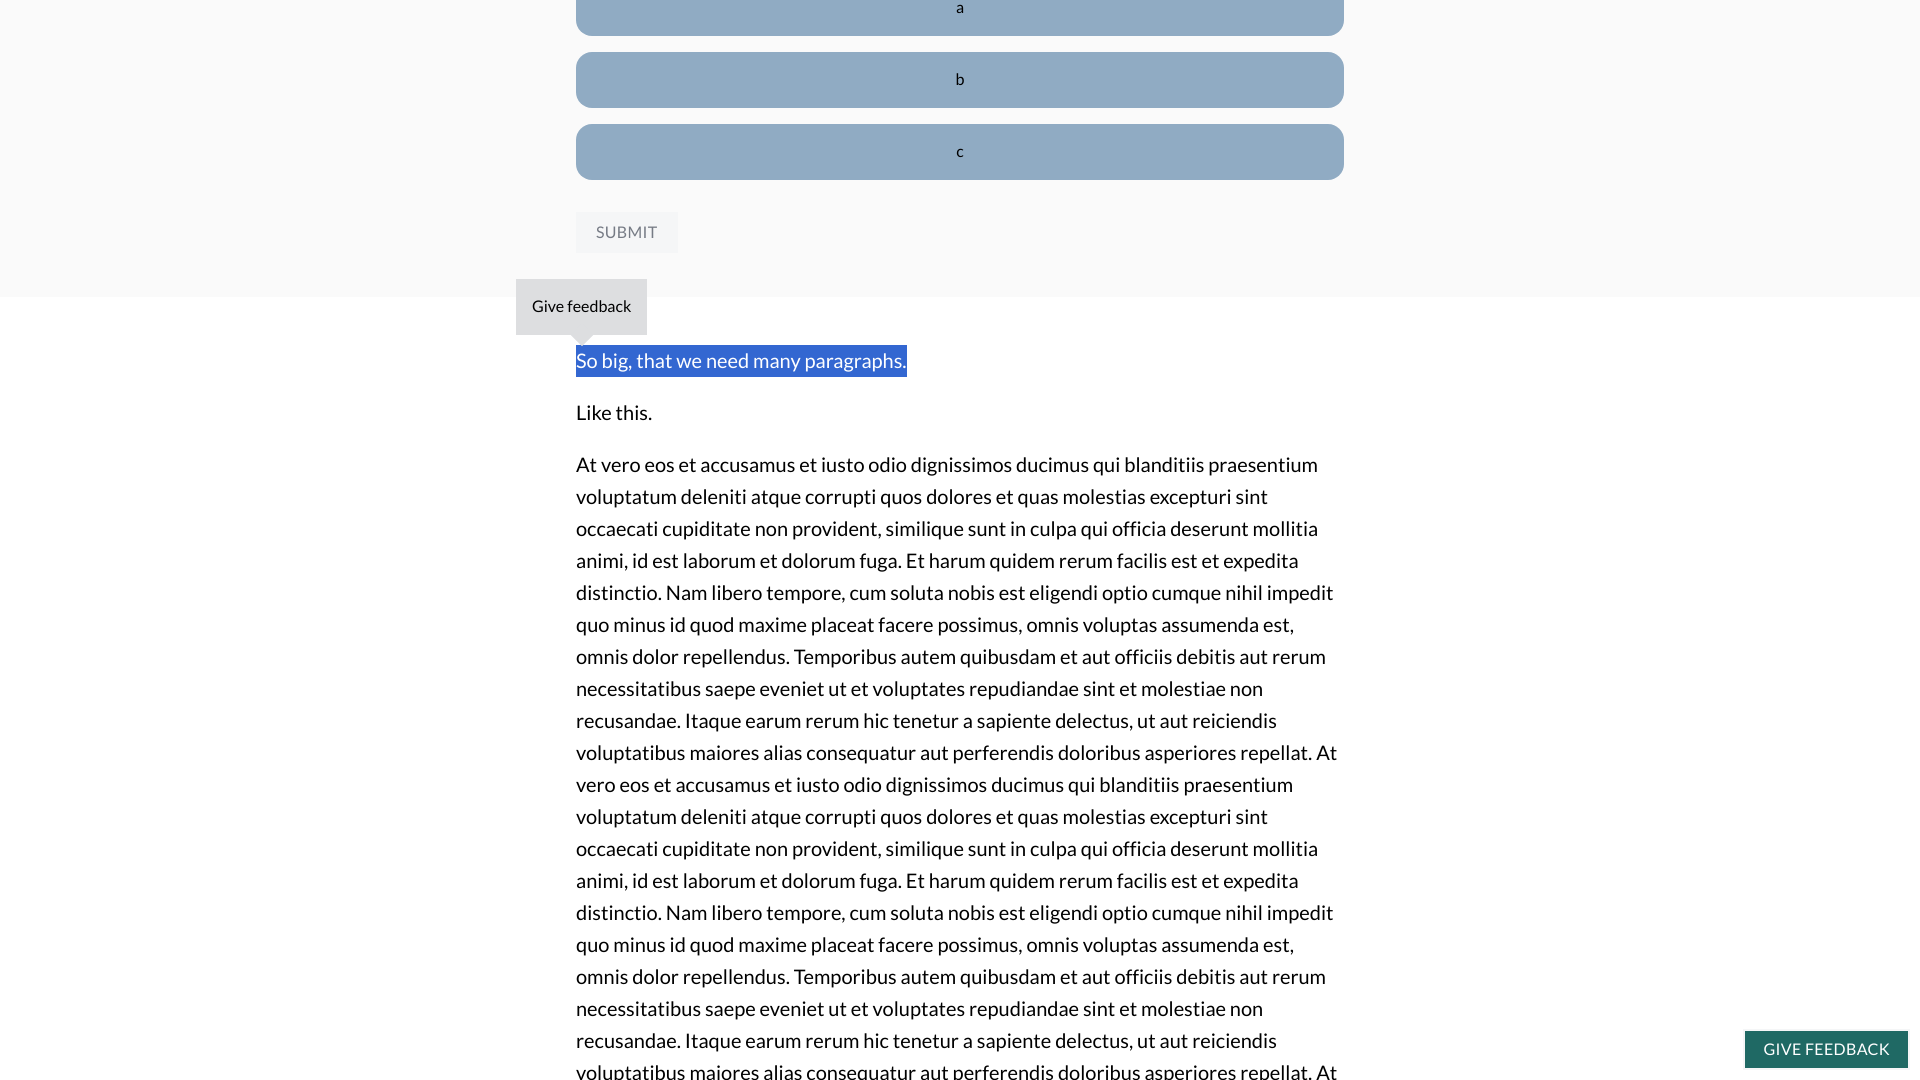 a
b
c
SUBMIT
Give feedback
So big, that we need many paragraphs.
Like this.
At vero eos et accusamus et iusto odio dignissimos ducimus qui blanditiis praesentium
voluptatum deleniti atque corrupti quos dolores et quas molestias excepturi sint
occaecati cupiditate non provident, similique sunt in culpa qui officia deserunt mollitia
animi, id est laborum et dolorum fuga. Et harum quidem rerum facilis est et expedita
distinctio. Nam libero tempore, cum soluta nobis est eligendi optio cumque nihil impedit
quo minus id quod maxime placeat facere possimus, omnis voluptas assumenda est,
omnis dolor repellendus. Temporibus autem quibusdam et aut officiis debitis aut rerum
necessitatibus saepe eveniet ut et voluptates repudiandae sint et molestiae non
recusandae. Itaque earum rerum hic tenetur a sapiente delectus, ut aut reiciendis
voluptatibus maiores alias consequatur aut perferendis doloribus asperiores repellat. At
vero eos et accusamus et iusto odio dignissimos ducimus qui blanditiis praesentium
voluptatum deleniti atque corrupti quos dolores et quas molestias excepturi sint
occaecati cupiditate non provident, similique sunt in culpa qui officia deserunt mollitia
animi, id est laborum et dolorum fuga. Et harum quidem rerum facilis est et expedita
distinctio. Nam libero tempore, cum soluta nobis est eligendi optio cumque nihil impedit
quo minus id quod maxime placeat facere possimus, omnis voluptas assumenda est,
omnis dolor repellendus. Temporibus autem quibusdam et aut officiis debitis aut rerum
necessitatibus saepe eveniet ut et voluptates repudiandae sint et molestiae non
recusandae. Itaque earum rerum hic tenetur a sapiente delectus, ut aut reiciendis
voluptatibus maiores alias consequatur aut perferendis doloribus asperiores repellat. At
GIVE FEEDBACK